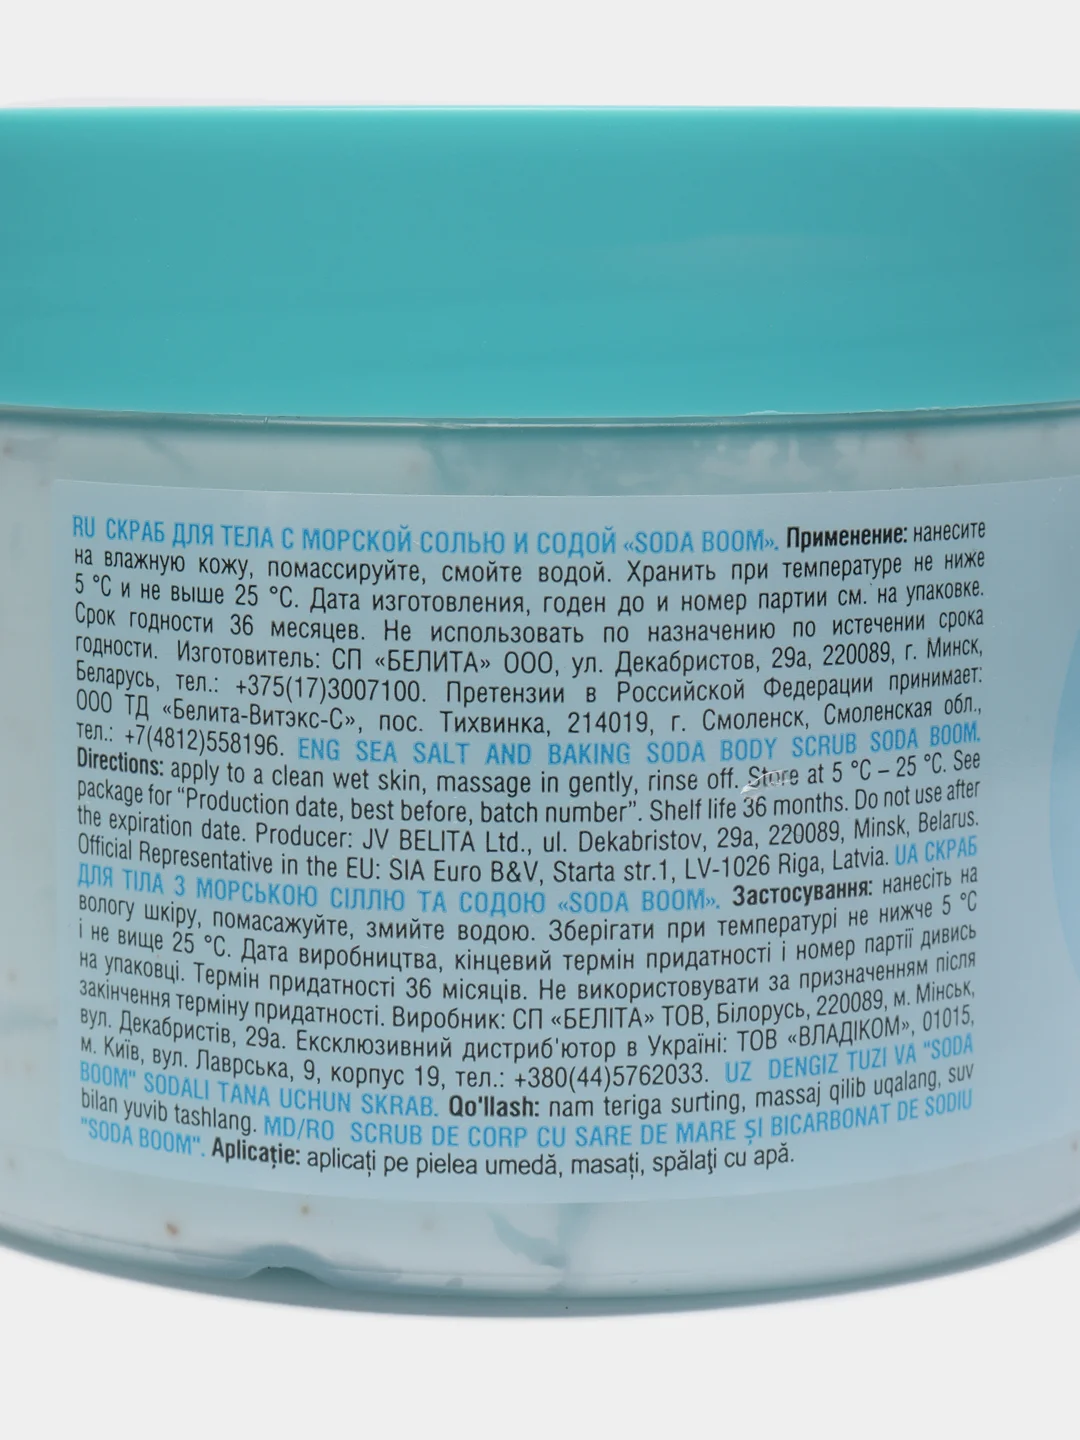 RU СКРАБ ДЛЯ ТЕЛА С МОРСКОЙ СОЛЬЮ И СОДОЙ «SODA BOOM». Применение: нанесите
на влажную кожу, помассируйте, смойте водой. Хранить при температуре не ниже
5 °C и не выше 25 °C. Дата изготовления, годен до и номер партии см. на упаковке.
Срок годности 36 месяцев. Не использовать по назначению по истечении срока
годности. Изготовитель: СП «БЕЛИТА» ООО, ул. Декабристов, 29а, 220089, г. Минск,
Беларусь, тел.: +375(17)3007100. Претензии в Российской Федерации принимает:
ООО ТД «Белита-Витэкс-С», пос. Тихвинка, 214019, г. Смоленск, Смоленская обл.,
тел.: +7(4812)558196. ENG SEA SALT AND BAKING SODA BODY SCRUB SODA BOOM.
Directions: apply to a clean wet skin, massage in gently, rinse off. Store at 5 °C – 25 °C. See
package for “Production date, best before, batch number”. Shelf life 36 months. Do not use after
the expiration date. Producer: JV BELITA Ltd., ul. Dekabristov, 29a, 220089, Minsk, Belarus.
Official Representative in the EU: SIA Euro B&V, Starta str.1, LV-1026 Riga, Latvia. UA СКРАБ
ДЛЯ ТІЛА З МОРСЬКОЮ СІЛЛЮ ТА СОДОЮ «SODA BOOM». Застосування: нанесіть на
вологу шкіру, помасажуйте, змийте водою. Зберігати при температурі не нижче 5 °C
і не вище 25 °C. Дата виробництва, кінцевий термін придатності і номер партії дивись
на упаковці. Термін придатності 36 місяців. Не використовувати за призначенням після
закінчення терміну придатності. Виробник: СП «БЕЛІТА» ТОВ, Білорусь, 220089, м. Мінськ,
вул. Декабристів, 29а. Ексклюзивний дистриб'ютор в Україні: ТОВ «ВЛАДІКОМ», 01015,
м. Київ, вул. Лаврська, 9, корпус 19, тел.: +380(44)5762033. UZ DENGIZ TUZI VA "SODA
BOOM" SODALI TANA UCHUN SKRAB. Qo'llash: nam teriga surting, massaj qilib uqalang, suv
bilan yuvib tashlang. MD/RO SCRUB DE CORP CU SARE DE MARE ȘI BICARBONAT DE SODIU
"SODA BOOM". Aplicație: aplicați pe pielea umedă, masați, spălaţi cu apă.